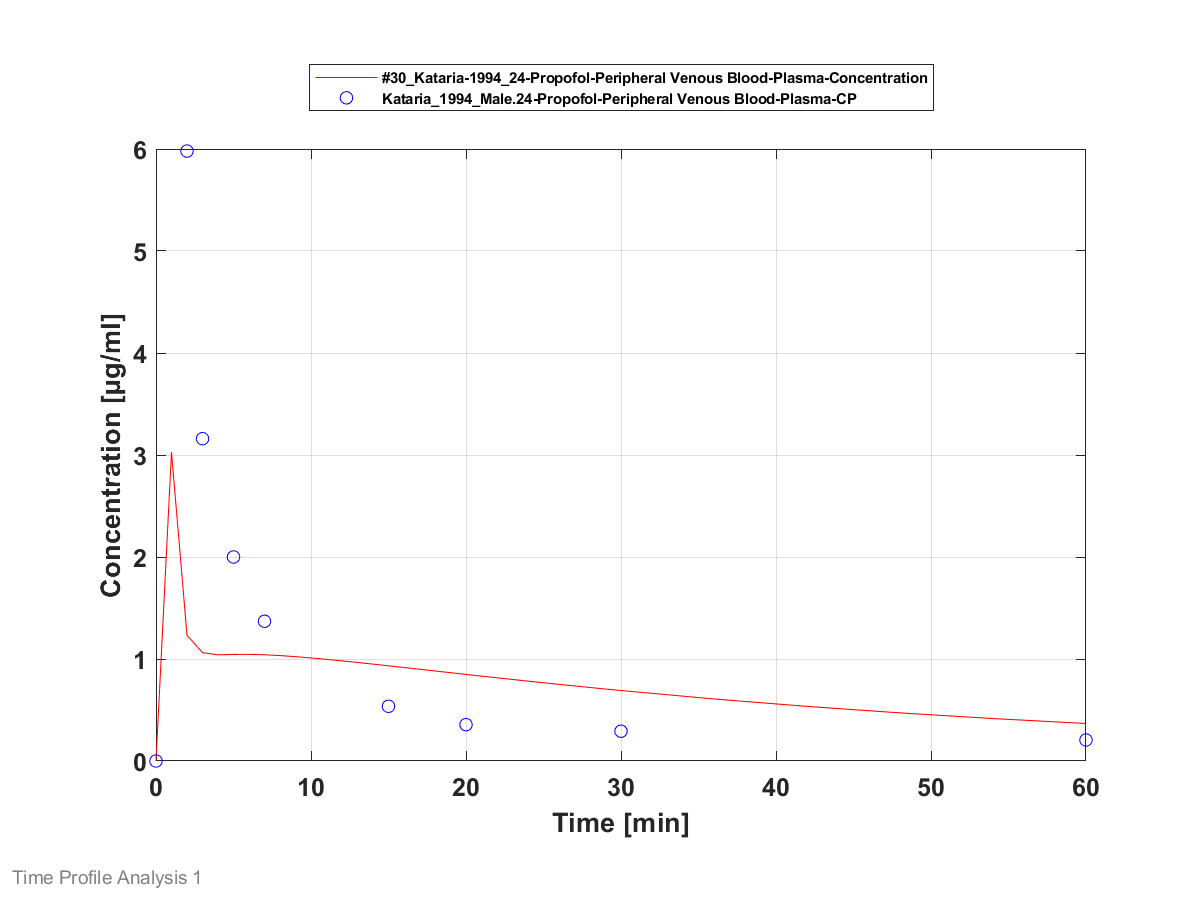 #30_Kataria-1994_24-Propofol-Peripheral Venous Blood-Plasma-Concentration
Kataria_1994_Male.24-Propofol-Peripheral Venous Blood-Plasma-CP
6
5
4
3
2
1
0
Concentration [µg/ml]
0 10 20 30 40 50 60
Time [min]
Time Profile Analysis 1